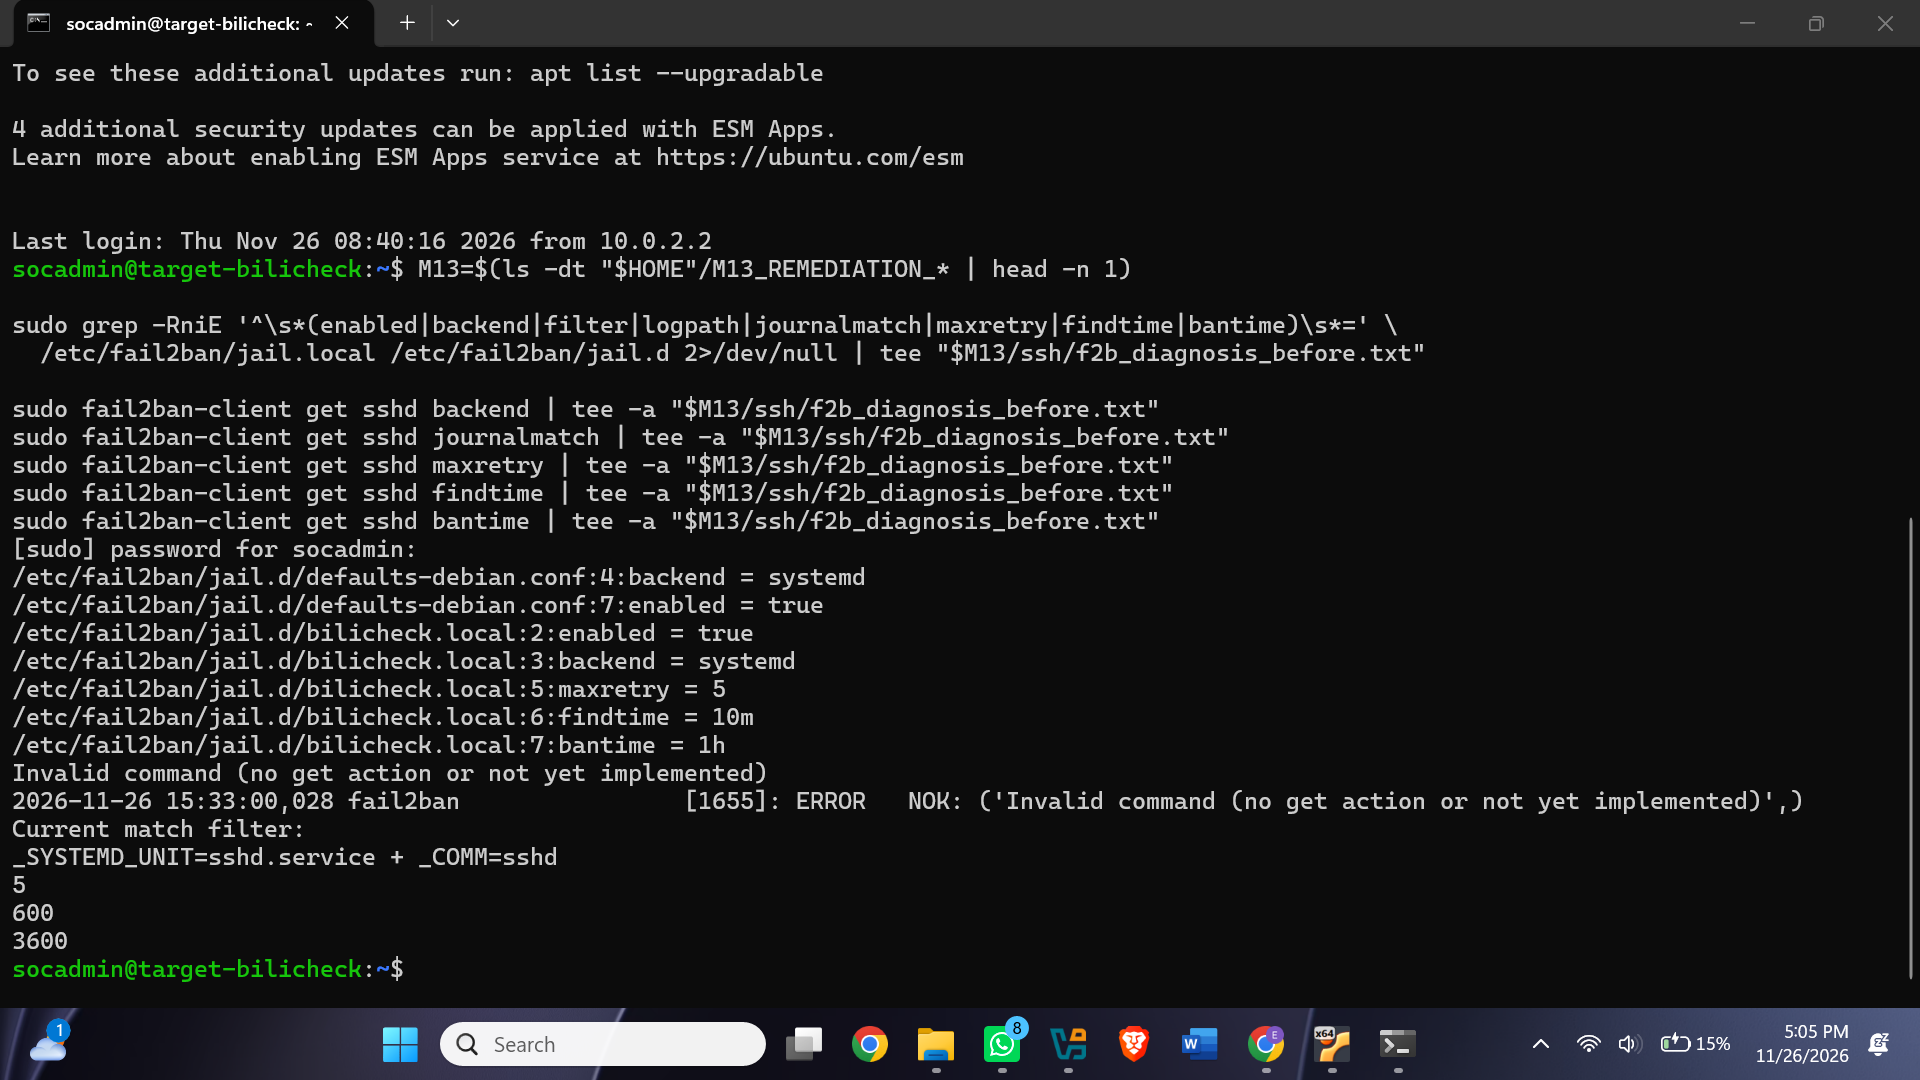 socadmin@target-bilicheck: ~
To see these additional updates run: apt list --upgradable
4 additional security updates can be applied with ESM Apps.
Learn more about enabling ESM Apps service at https://ubuntu.com/esm
Last login: Thu Nov 26 08:40:16 2026 from 10.0.2.2
socadmin@target-bilicheck:~$ M13=$(ls -dt "$HOME"/M13_REMEDIATION_* | head -n 1)
sudo grep -RniE '^\s*(enabled|backend|filter|logpath|journalmatch|maxretry|findtime|bantime)\s*=' \
/etc/fail2ban/jail.local /etc/fail2ban/jail.d 2>/dev/null | tee "$M13/ssh/f2b_diagnosis_before.txt"
sudo fail2ban-client get sshd backend | tee -a "$M13/ssh/f2b_diagnosis_before.txt"
sudo fail2ban-client get sshd journalmatch | tee -a "$M13/ssh/f2b_diagnosis_before.txt"
sudo fail2ban-client get sshd maxretry | tee -a "$M13/ssh/f2b_diagnosis_before.txt"
sudo fail2ban-client get sshd findtime | tee -a "$M13/ssh/f2b_diagnosis_before.txt"
sudo fail2ban-client get sshd bantime | tee -a "$M13/ssh/f2b_diagnosis_before.txt"
[sudo] password for socadmin:
/etc/fail2ban/jail.d/defaults-debian.conf:4:backend = systemd
/etc/fail2ban/jail.d/defaults-debian.conf:7:enabled = true
/etc/fail2ban/jail.d/bilicheck.local:2:enabled = true
/etc/fail2ban/jail.d/bilicheck.local:3:backend = systemd
/etc/fail2ban/jail.d/bilicheck.local:5:maxretry = 5
/etc/fail2ban/jail.d/bilicheck.local:6:findtime = 10m
/etc/fail2ban/jail.d/bilicheck.local:7:bantime = 1h
Invalid command (no get action or not yet implemented)
2026-11-26 15:33:00,028 fail2ban [1655]: ERROR NOK: ('Invalid command (no get action or not yet implemented)',)
Current match filter:
_SYSTEMD_UNIT=sshd.service + _COMM=sshd
5
600
3600
socadmin@target-bilicheck:~$
1
Search
8
W
E
x64
15%
5:05 PM
11/26/2026